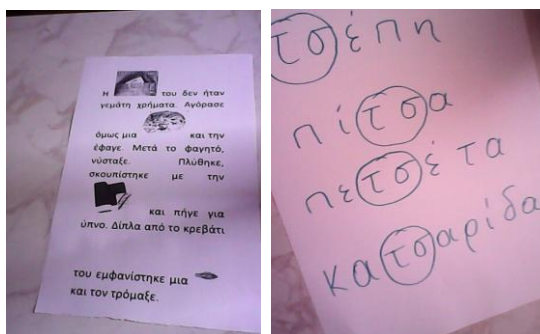 Η του δεν ήταν
γεμάτη χρήματα. Αγόρασε
όμως μια και την
έφαγε. Μετά το φαγητό,
νύσταξε. Πλύθηκε,
σκουπίστηκε με την
και πήγε για
ύπνο. Δίπλα από το κρεβάτι
του εμφανίστηκε μια
και τον τρόμαξε.
τσέπη
πίτσα
πετσέτα
κατσαρίδα